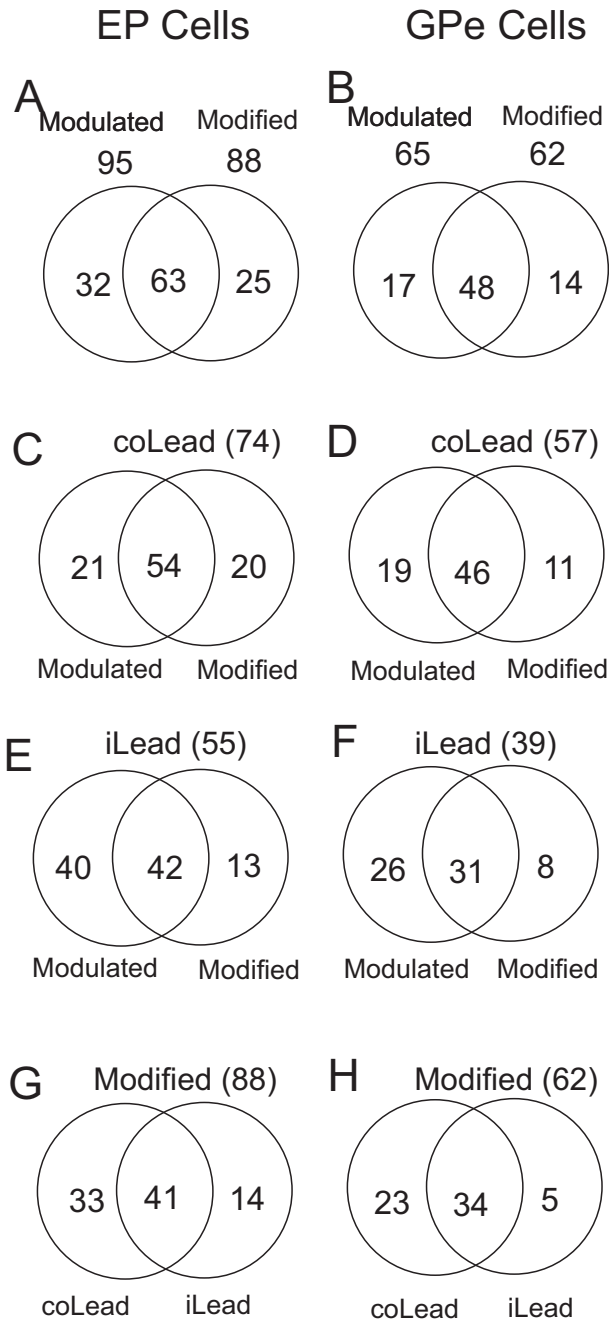 EP Cells GPe Cells
A B
Modulated Modified Modulated Modified
95 88 65 62
32 63 25 17 48 14
C coLead (74) D coLead (57)
21 54 20 19 46 11
Modulated Modified Modulated Modified
E iLead (55) F iLead (39)
40 42 13 26 31 8
Modulated Modified Modulated Modified
G Modified (88) H Modified (62)
33 41 14 23 34 5
coLead iLead coLead iLead